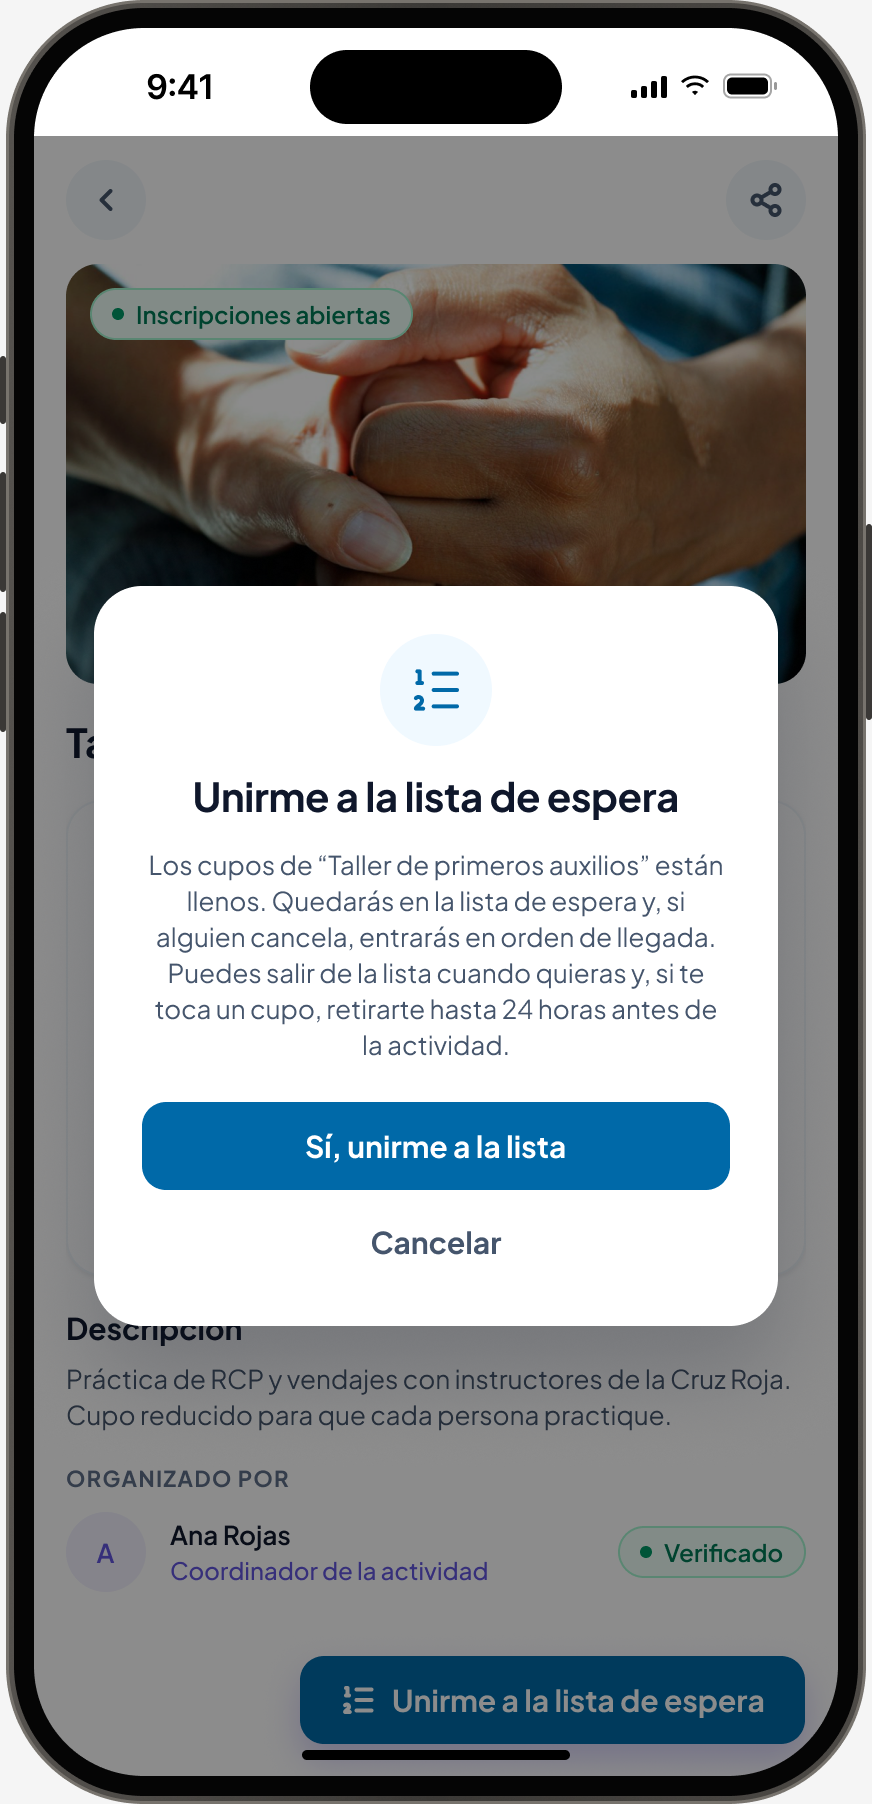 9:41
Inscripciones abiertas
Ta
Unirme a la lista de espera
Los cupos de “Taller de primeros auxilios” están
llenos. Quedarás en la lista de espera y, si
alguien cancela, entrarás en orden de llegada.
Puedes salir de la lista cuando quieras y, si te
toca un cupo, retirarte hasta 24 horas antes de
la actividad.
Sí, unirme a la lista
Cancelar
Descripción
Práctica de RCP y vendajes con instructores de la Cruz Roja.
Cupo reducido para que cada persona practique.
ORGANIZADO POR
A
Ana Rojas
Coordinador de la actividad
Verificado
Unirme a la lista de espera